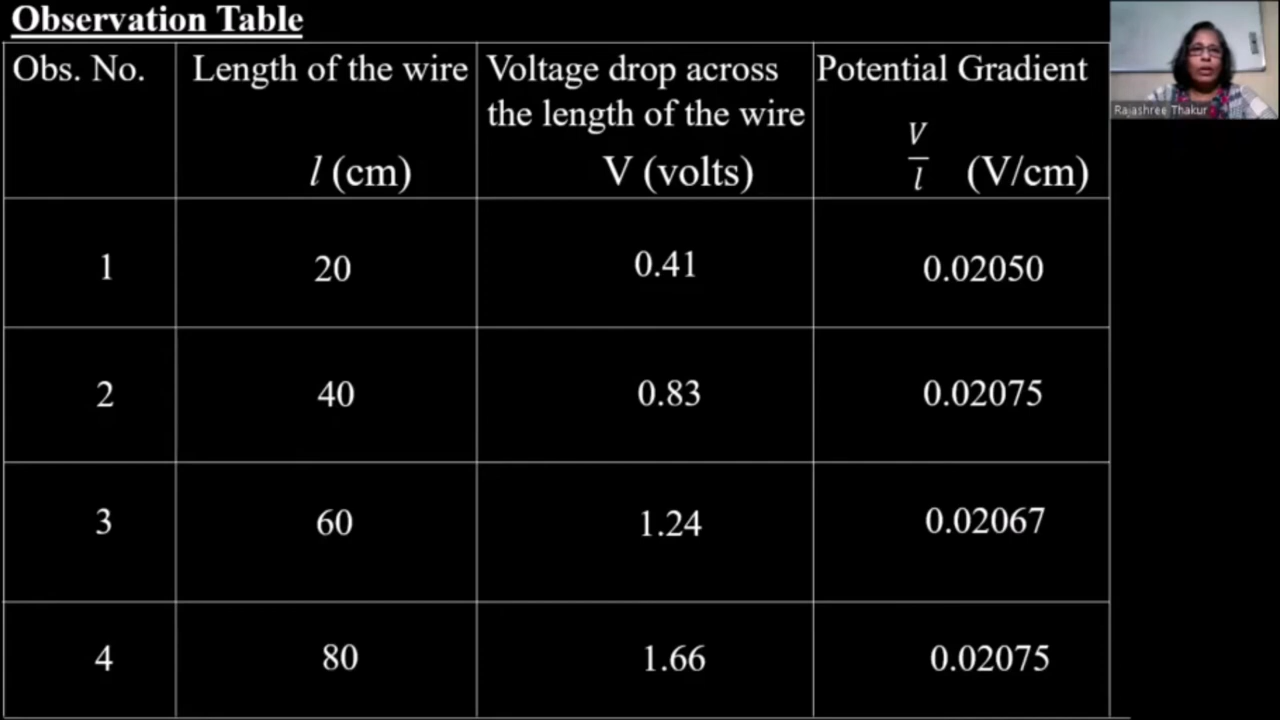 Observation Table
Obs. No.
Length of the wire
l (cm)
Voltage drop across
the length of the wire
V (volts)
Potential Gradient
V/l (V/cm)
1 20 0.41 0.02050
2 40 0.83 0.02075
3 60 1.24 0.02067
4 80 1.66 0.02075
Rajashree Thakur